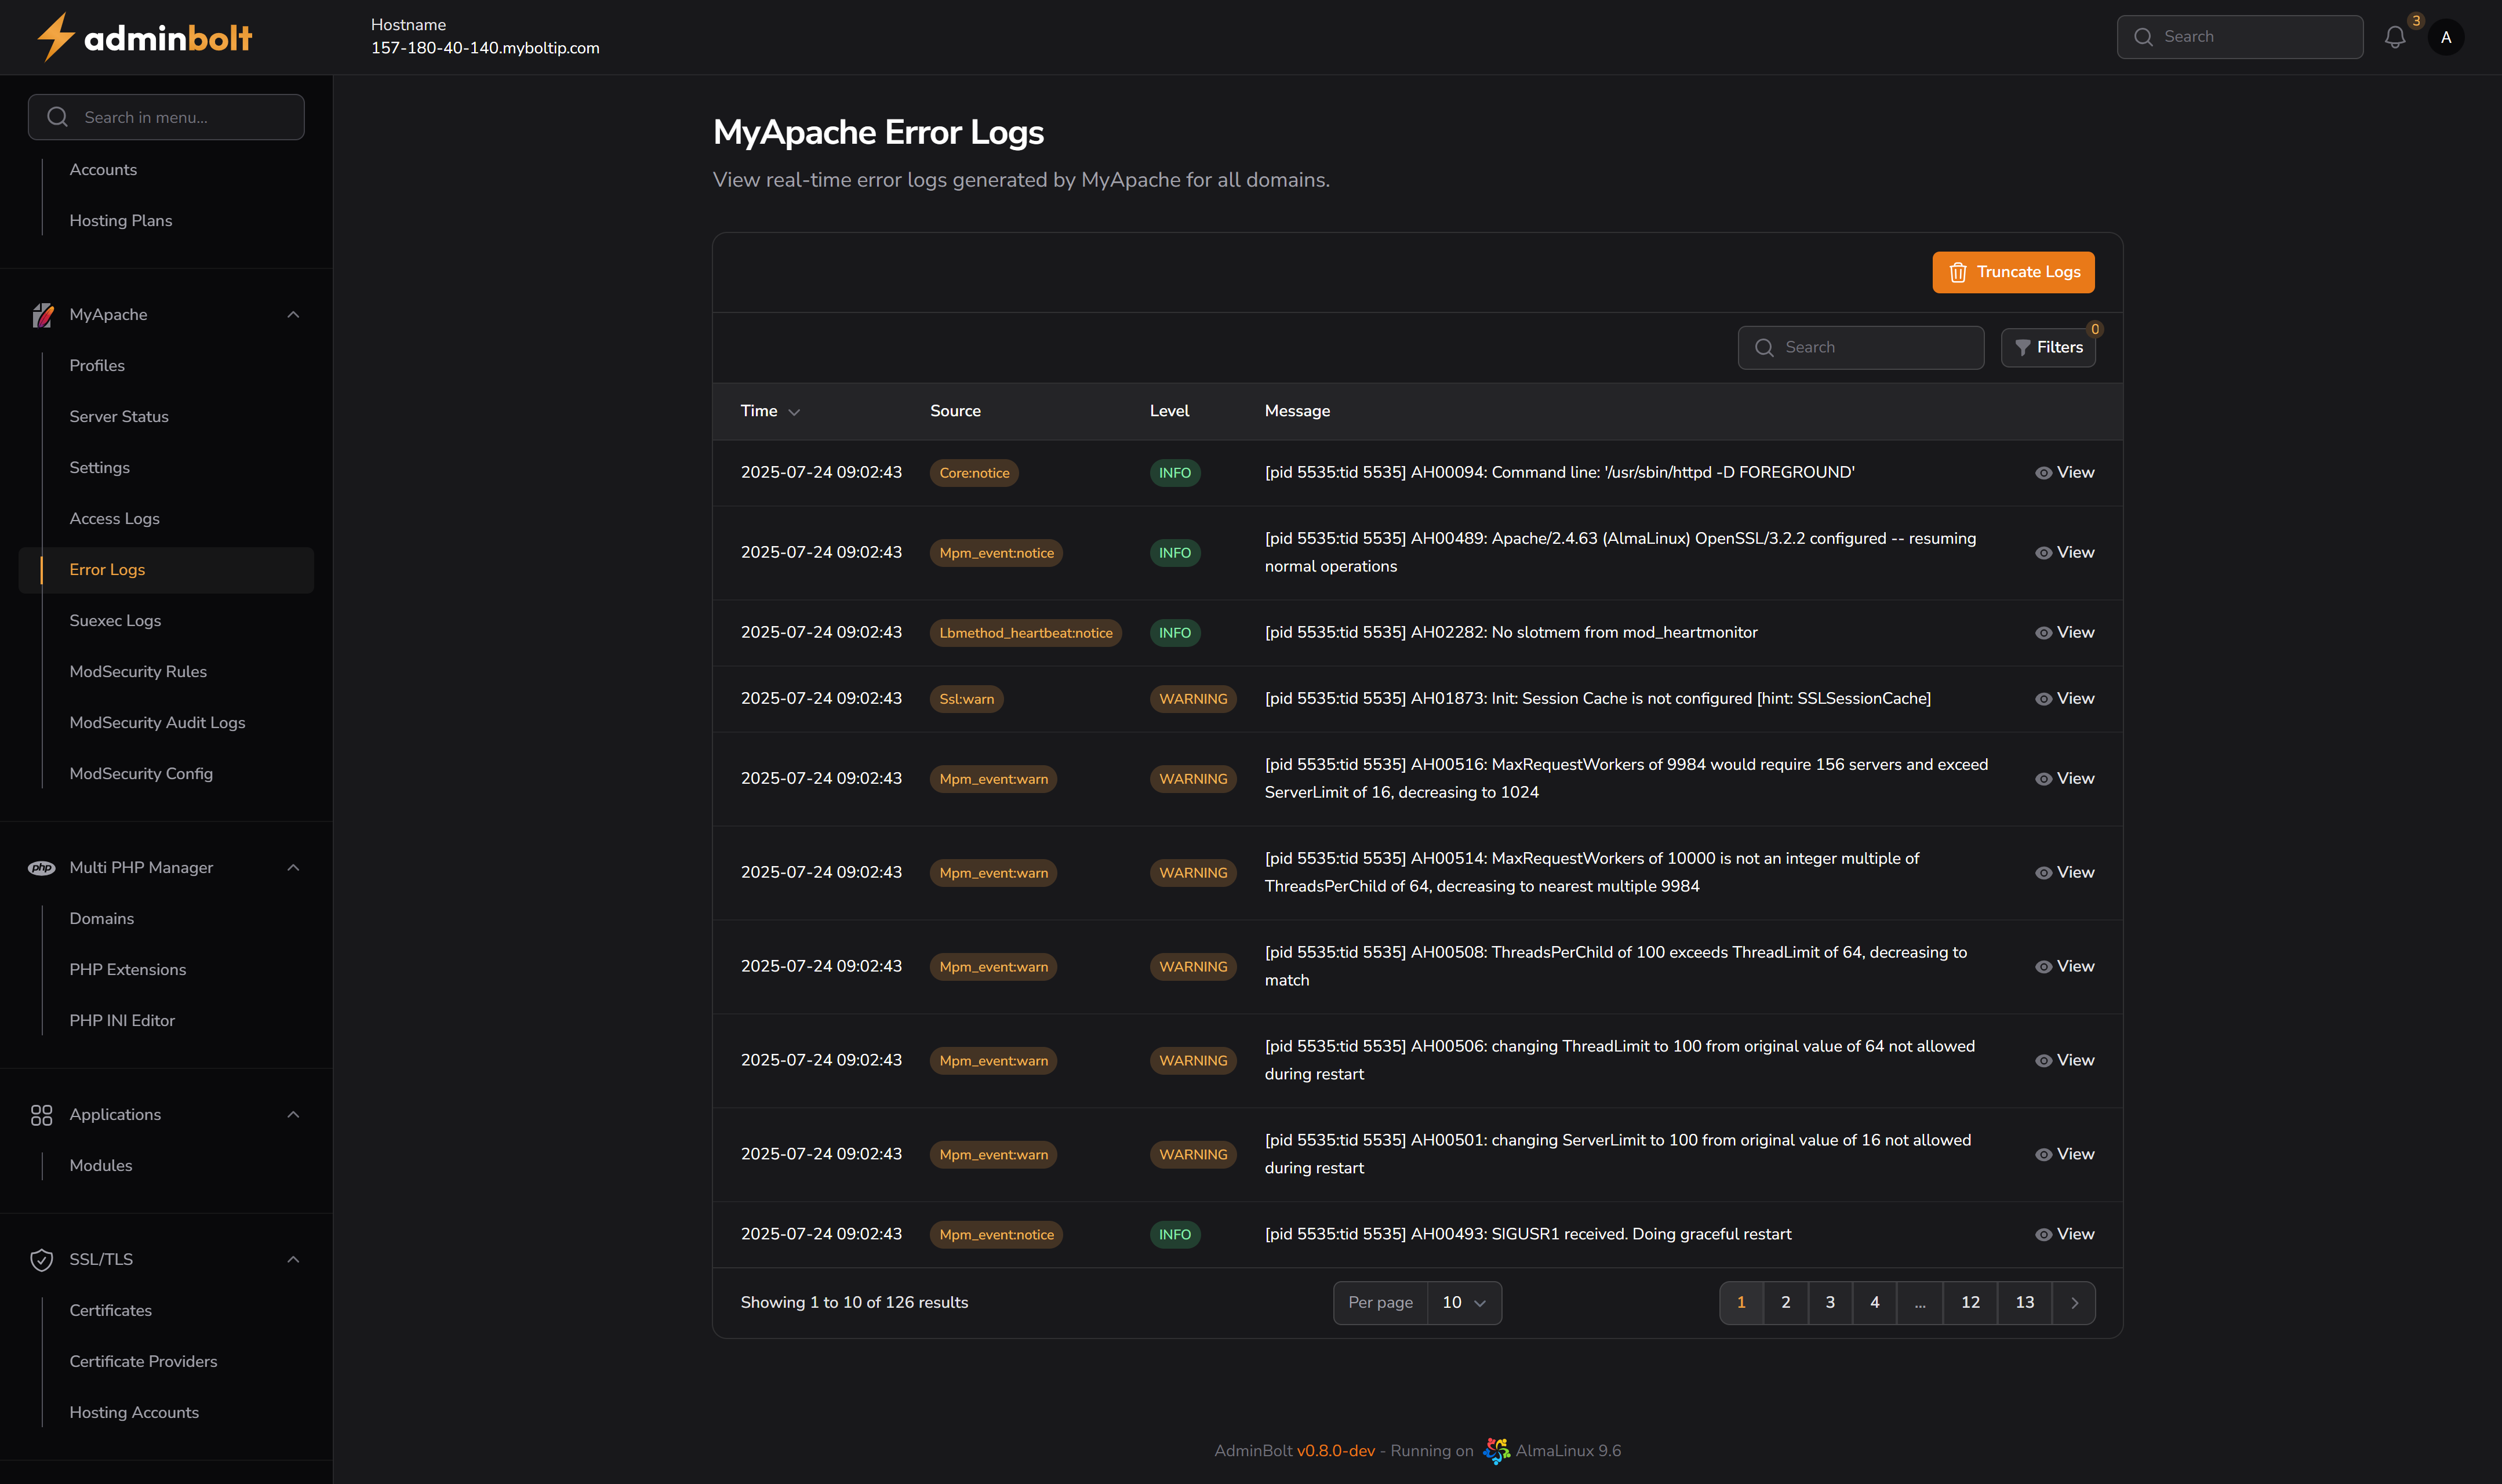 adminbolt
Hostname
157-180-40-140.myboltip.com
Search
3
A
Search in menu...
Accounts
Hosting Plans
MyApache
Profiles
Server Status
Settings
Access Logs
Error Logs
Suexec Logs
ModSecurity Rules
ModSecurity Audit Logs
ModSecurity Config
php
Multi PHP Manager
Domains
PHP Extensions
PHP INI Editor
Applications
Modules
SSL/TLS
Certificates
Certificate Providers
Hosting Accounts
MyApache Error Logs
View real-time error logs generated by MyApache for all domains.
Truncate Logs
Search
Filters
0
Time Source Level Message
2025-07-24 09:02:43 Core:notice INFO [pid 5535:tid 5535] AH00094: Command line: '/usr/sbin/httpd -D FOREGROUND' View
2025-07-24 09:02:43 Mpm_event:notice INFO [pid 5535:tid 5535] AH00489: Apache/2.4.63 (AlmaLinux) OpenSSL/3.2.2 configured -- resuming View
normal operations
2025-07-24 09:02:43 Lbmethod_heartbeat:notice INFO [pid 5535:tid 5535] AH02282: No slotmem from mod_heartmonitor View
2025-07-24 09:02:43 Ssl:warn WARNING [pid 5535:tid 5535] AH01873: Init: Session Cache is not configured [hint: SSLSessionCache] View
2025-07-24 09:02:43 Mpm_event:warn WARNING [pid 5535:tid 5535] AH00516: MaxRequestWorkers of 9984 would require 156 servers and exceed View
ServerLimit of 16, decreasing to 1024
2025-07-24 09:02:43 Mpm_event:warn WARNING [pid 5535:tid 5535] AH00514: MaxRequestWorkers of 10000 is not an integer multiple of View
ThreadsPerChild of 64, decreasing to nearest multiple 9984
2025-07-24 09:02:43 Mpm_event:warn WARNING [pid 5535:tid 5535] AH00508: ThreadsPerChild of 100 exceeds ThreadLimit of 64, decreasing to View
match
2025-07-24 09:02:43 Mpm_event:warn WARNING [pid 5535:tid 5535] AH00506: changing ThreadLimit to 100 from original value of 64 not allowed View
during restart
2025-07-24 09:02:43 Mpm_event:warn WARNING [pid 5535:tid 5535] AH00501: changing ServerLimit to 100 from original value of 16 not allowed View
during restart
2025-07-24 09:02:43 Mpm_event:notice INFO [pid 5535:tid 5535] AH00493: SIGUSR1 received. Doing graceful restart View
Showing 1 to 10 of 126 results Per page 10 1 2 3 4 ... 12 13
AdminBolt v0.8.0-dev - Running on AlmaLinux 9.6